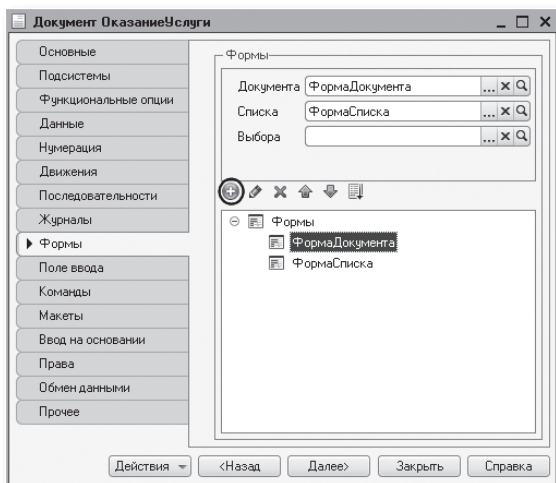 Документ ОказаниеУслуги
Основные
Подсистемы
Функциональные опции
Данные
Нумерация
Движения
Последовательности
Журналы
Формы
Поле ввода
Команды
Макеты
Ввод на основании
Права
Обмен данными
Прочее
Формы
Документа ФормаДокумента ...
Списка ФормаСписка ...
Выбора ...
Формы
ФормаДокумента
ФормаСписка
Действия <Назад Далее> Закрыть Справка